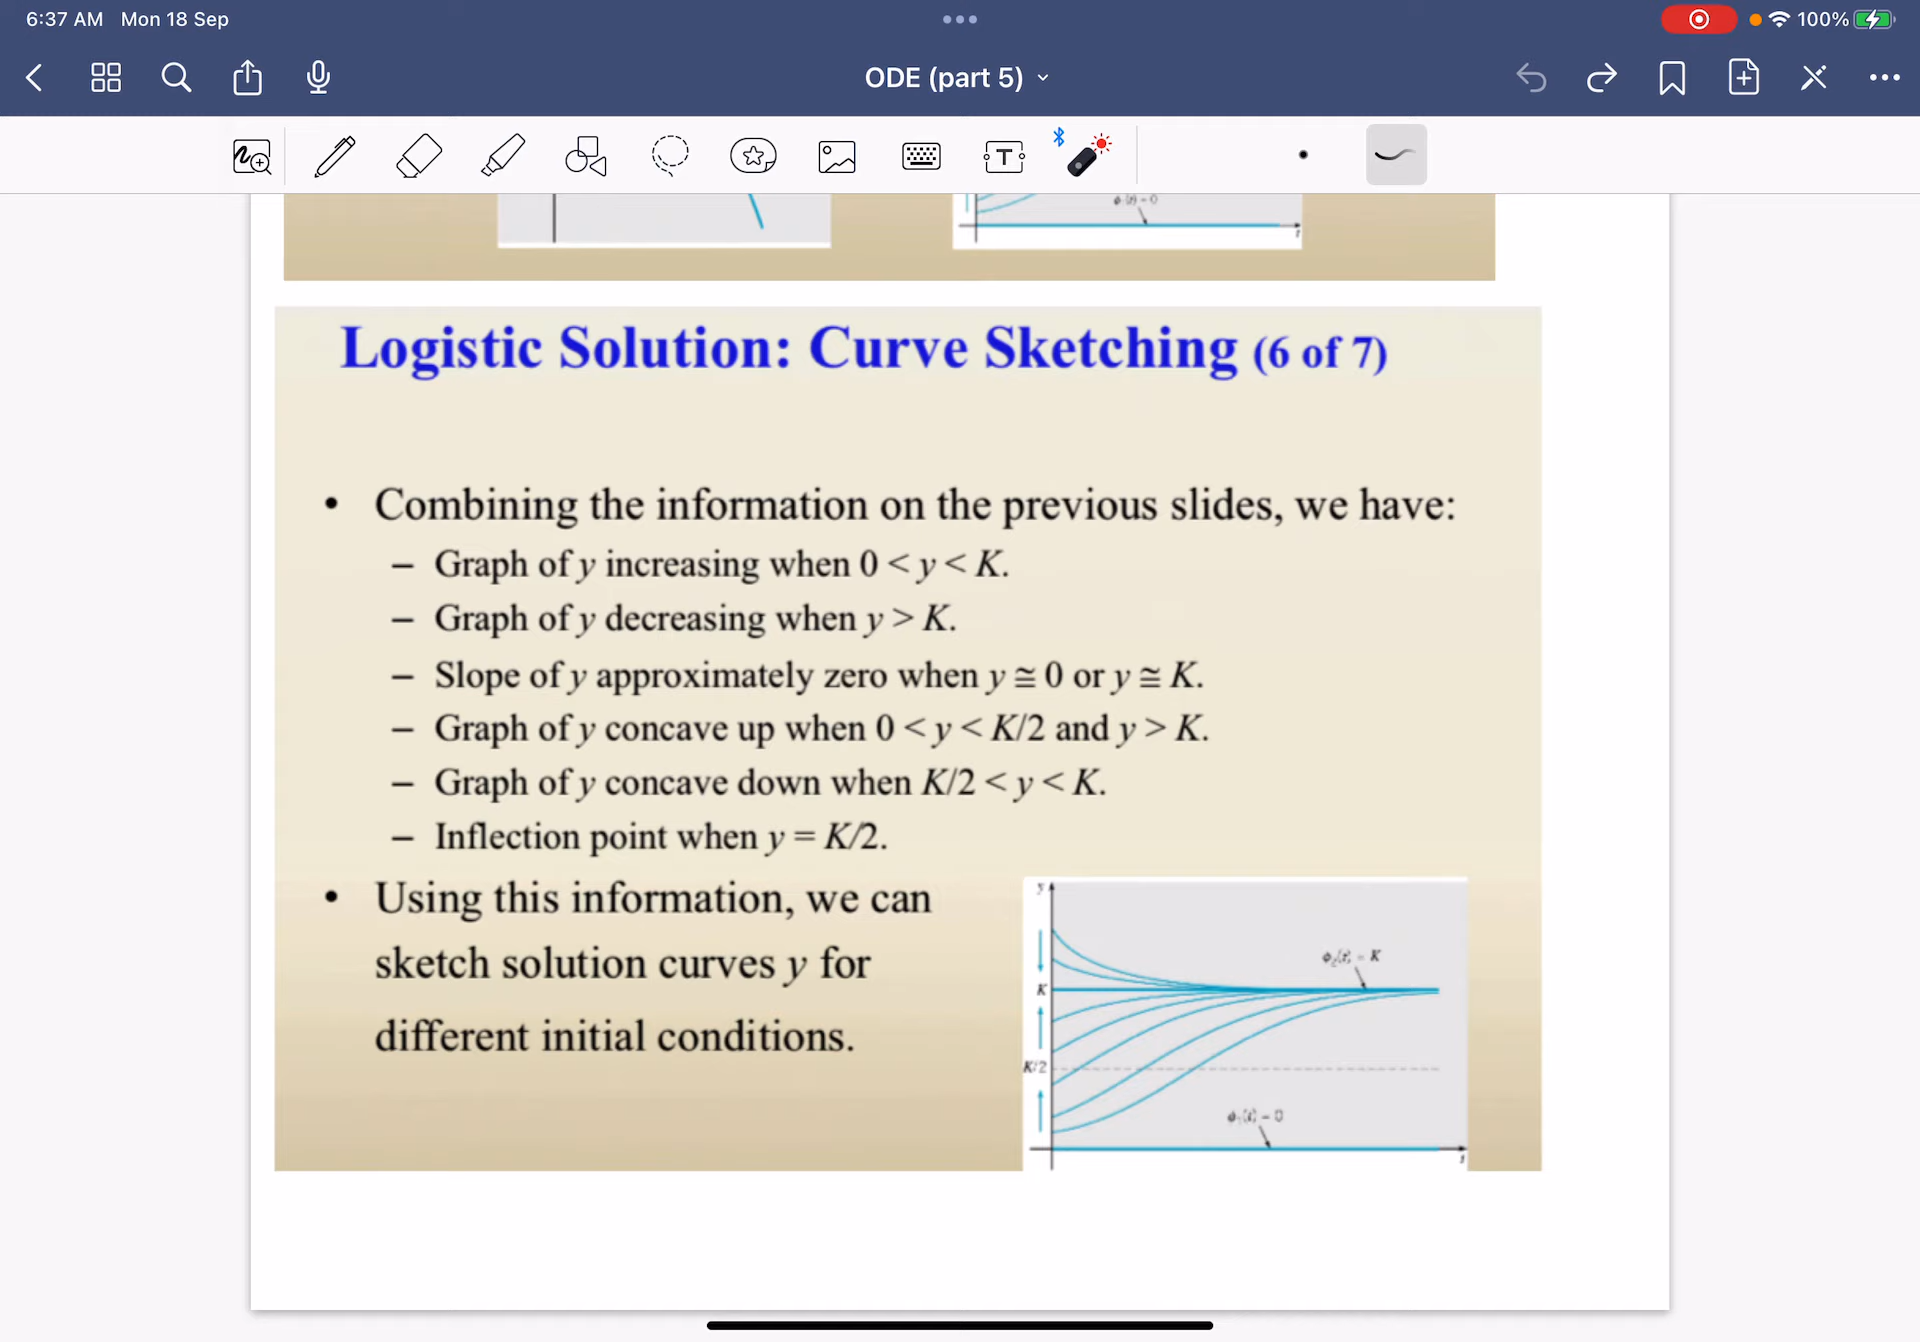 6:37 AM Mon 18 Sep
100%
ODE (part 5)
t
Logistic Solution: Curve Sketching (6 of 7)
• Combining the information on the previous slides, we have:
– Graph of y increasing when 0 < y < K.
– Graph of y decreasing when y > K.
– Slope of y approximately zero when y ≅ 0 or y ≅ K.
– Graph of y concave up when 0 < y < K/2 and y > K.
– Graph of y concave down when K/2 < y < K.
– Inflection point when y = K/2.
• Using this information, we can
sketch solution curves y for
different initial conditions.
y
K
K/2
t